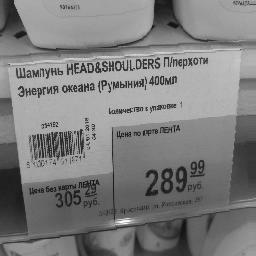 Шампунь HEAD&SHOULDERS П/перхоти
Энергия океана (Румыния) 400мл
Количество в упаковке 1
Цена по карте ЛЕНТА
Цена без карты ЛЕНТА
305 29
руб.
289 99
руб.